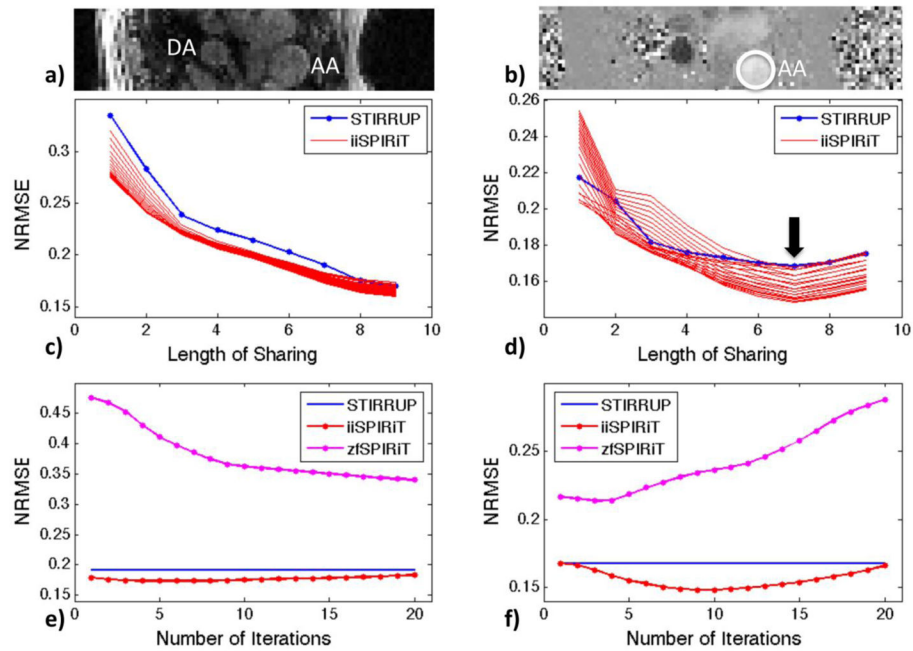 DA
AA
a)
AA
b)
STIRRUP
iiSPIRiT
0.3
0.25
0.2
0.15
NRMSE
0 2 4 6 8 10
Length of Sharing
c)
STIRRUP
iiSPIRiT
0.26
0.24
0.22
0.2
0.18
0.16
NRMSE
0 2 4 6 8 10
Length of Sharing
d)
STIRRUP
iiSPIRiT
zfSPIRiT
0.45
0.4
0.35
0.3
0.25
0.2
0.15
NRMSE
0 5 10 15 20
Number of Iterations
e)
STIRRUP
iiSPIRiT
zfSPIRiT
0.25
0.2
0.15
NRMSE
0 5 10 15 20
Number of Iterations
f)